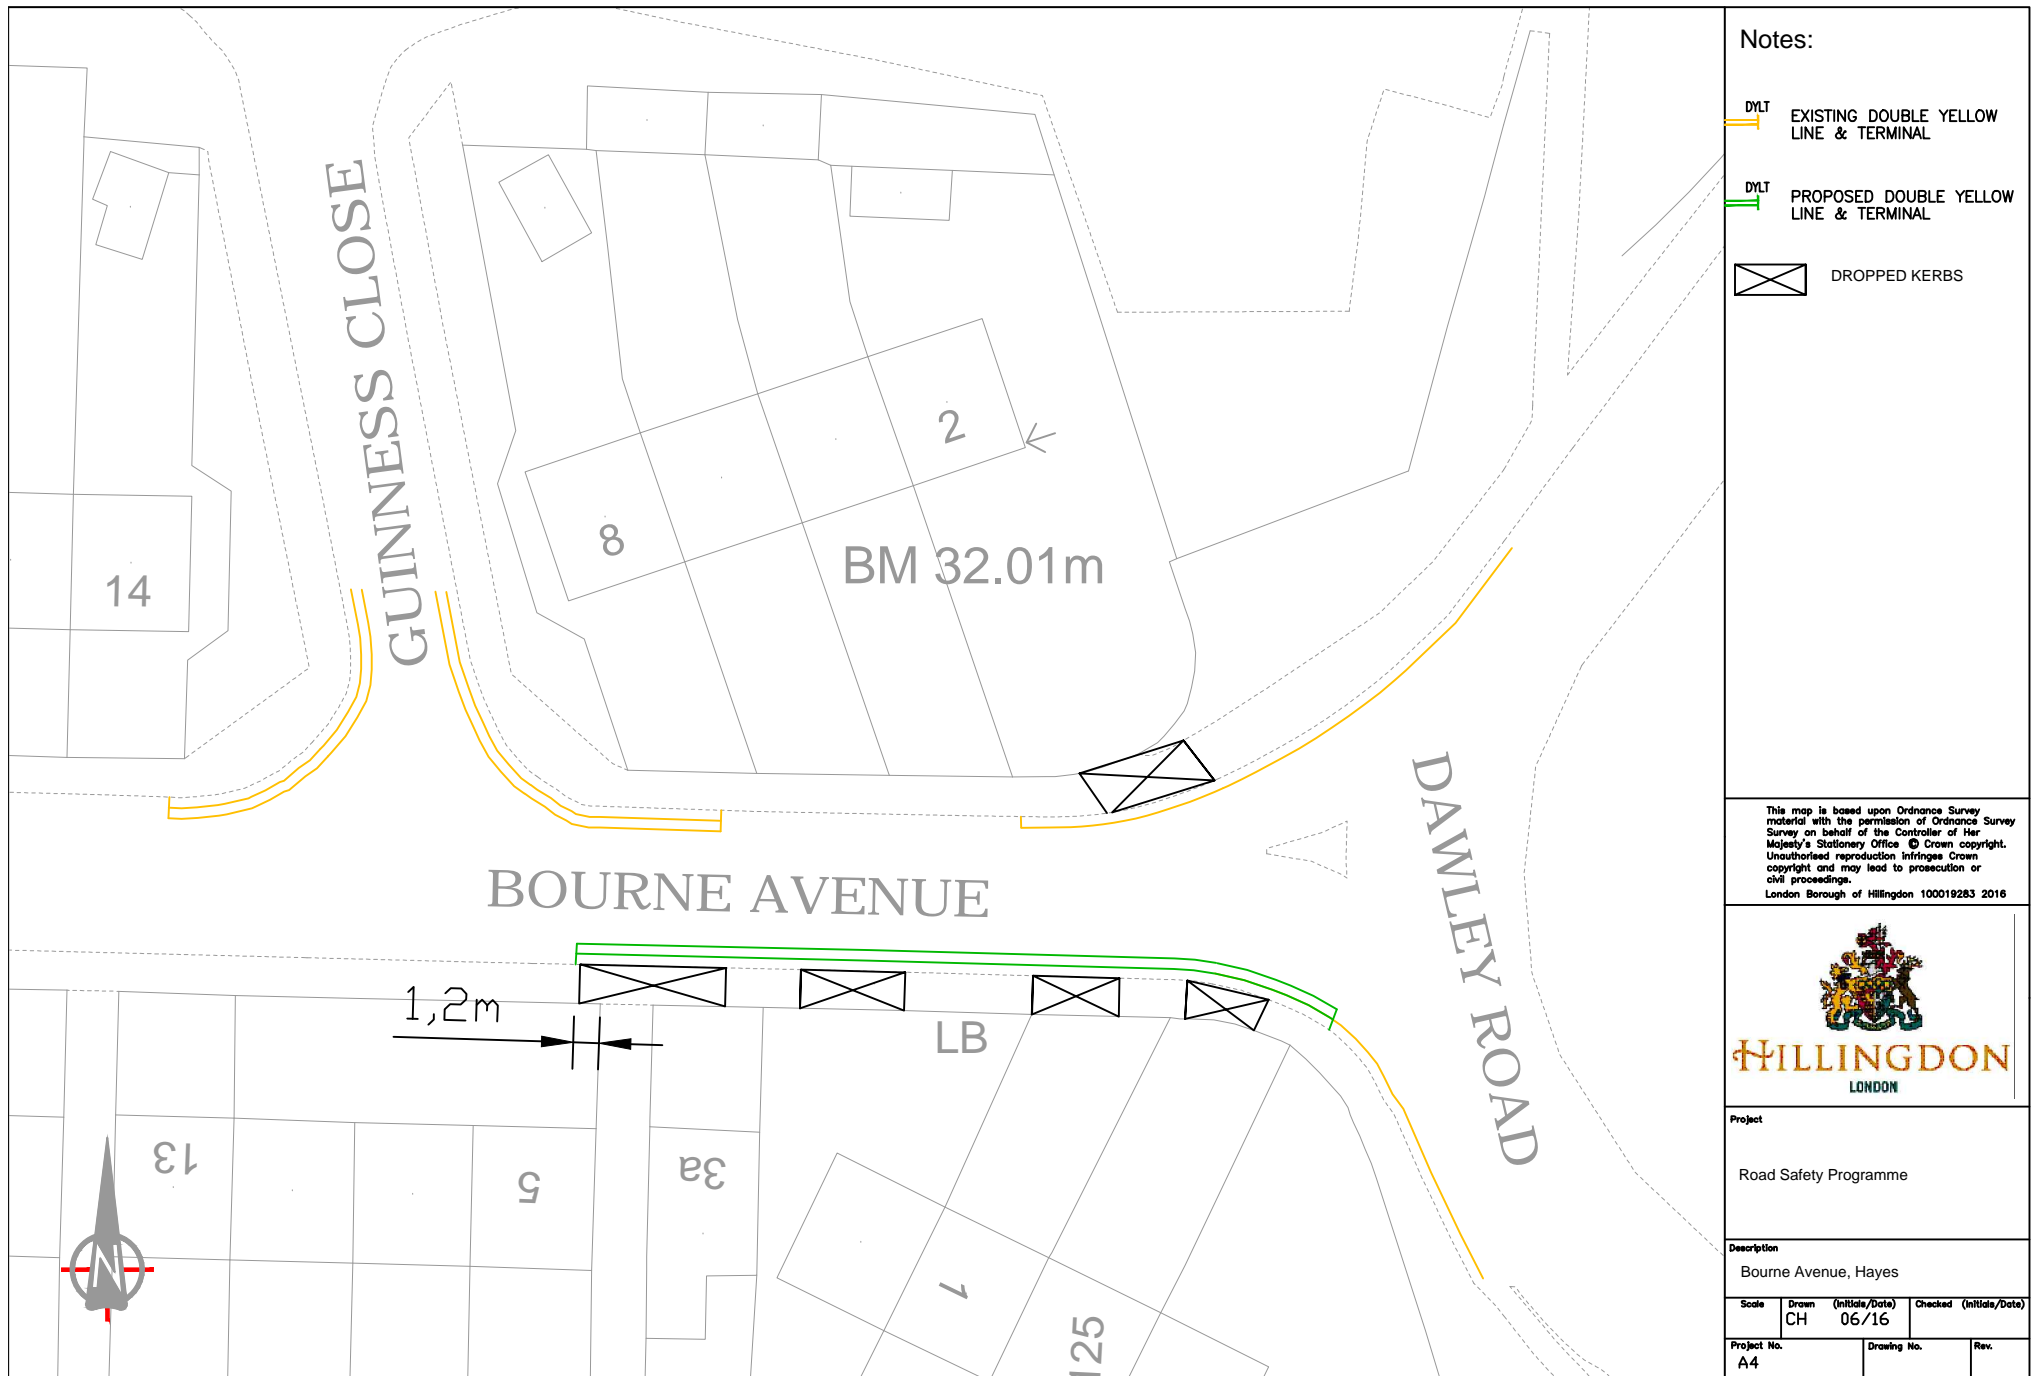 GUINNESS CLOSE
14
8
2
BM 32.01m
BOURNE AVENUE
DAWLEY ROAD
1,2m
LB
13
5
3a
1
125
N
Notes:
DYLT
EXISTING DOUBLE YELLOW
LINE & TERMINAL
DYLT
PROPOSED DOUBLE YELLOW
LINE & TERMINAL
DROPPED KERBS
This map is based upon Ordnance Survey
material with the permission of Ordnance Survey
Survey on behalf of the Controller of Her
Majesty's Stationery Office © Crown copyright.
Unauthorised reproduction infringes Crown
copyright and may lead to prosecution or
civil proceedings.
London Borough of Hillingdon 100019283 2016
HILLINGDON
LONDON
Project
Road Safety Programme
Description
Bourne Avenue, Hayes
Scale Drawn (Initials/Date) Checked (Initials/Date)
CH 06/16
Project No. Drawing No. Rev.
A4